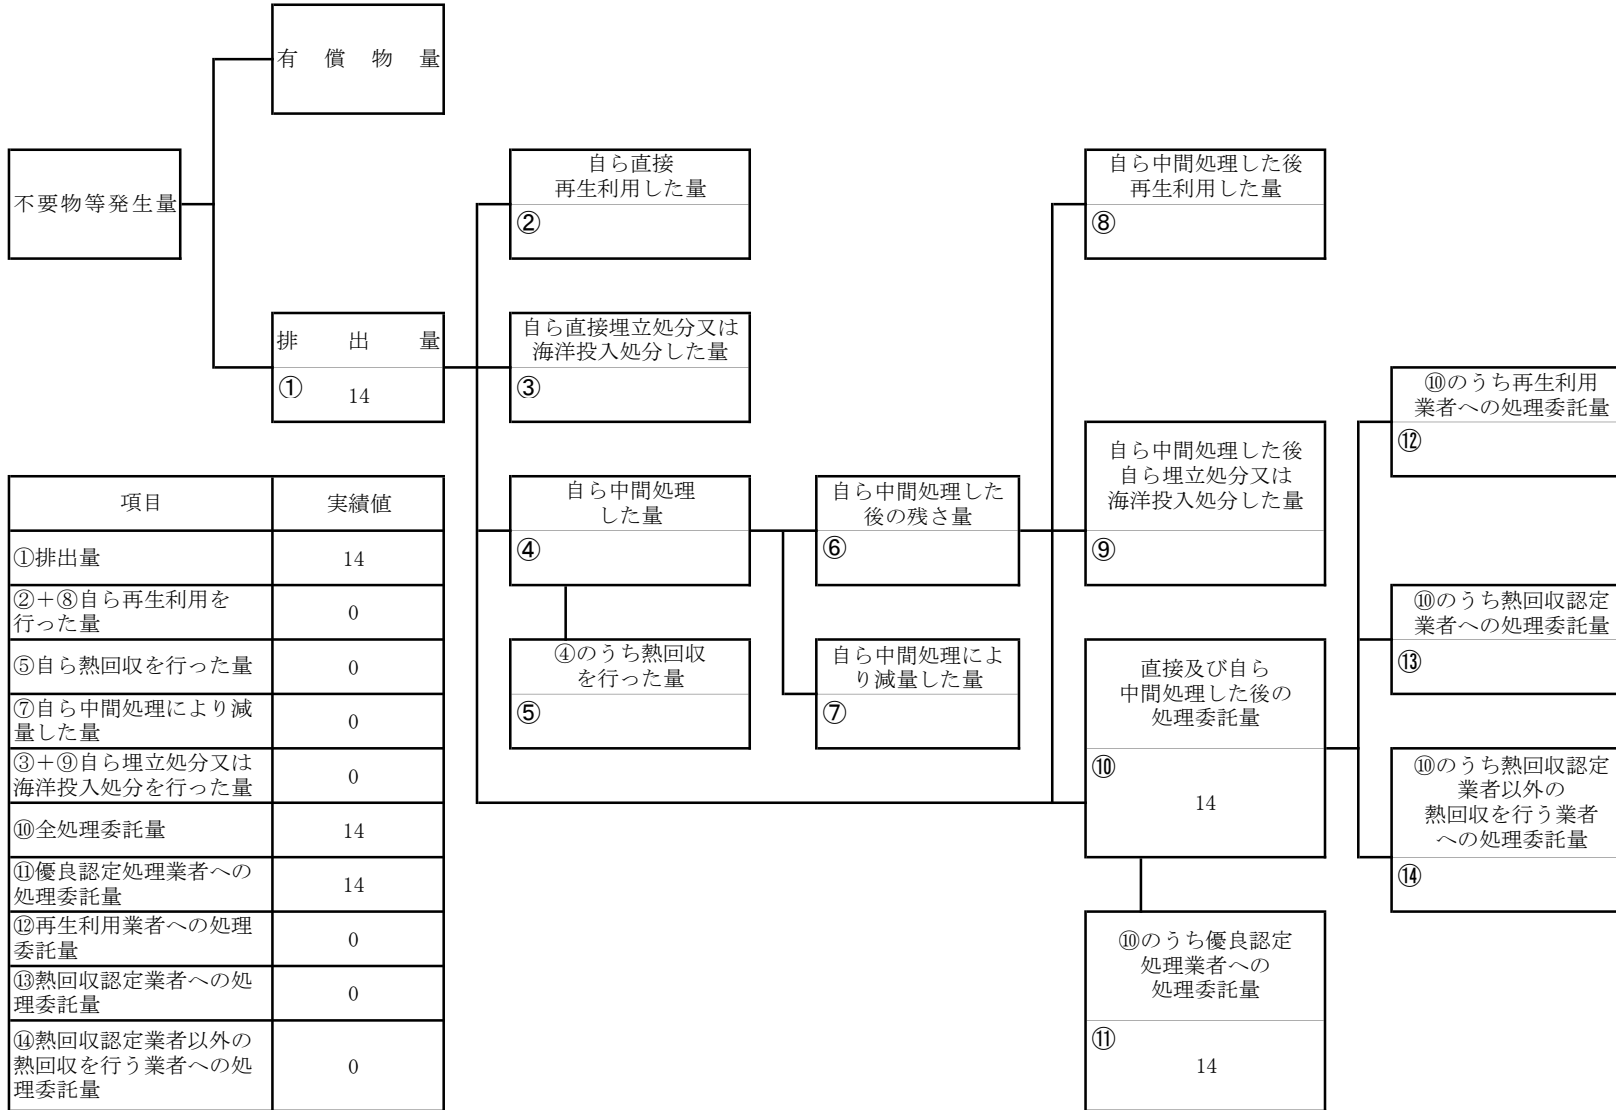 有償物量
不要物等発生量
排出量
① 14
自ら直接
再生利用した量
②
自ら直接埋立処分又は
海洋投入処分した量
③
自ら中間処理
した量
④
④のうち熱回収
を行った量
⑤
自ら中間処理した
後の残さ量
⑥
自ら中間処理によ
り減量した量
⑦
自ら中間処理した後
再生利用した量
⑧
自ら中間処理した後
自ら埋立処分又は
海洋投入処分した量
⑨
直接及び自ら
中間処理した後の
処理委託量
⑩
14
⑩のうち優良認定
処理業者への
処理委託量
⑪
14
⑩のうち再生利用
業者への処理委託量
⑫
⑩のうち熱回収認定
業者への処理委託量
⑬
⑩のうち熱回収認定
業者以外の
熱回収を行う業者
への処理委託量
⑭
項目 実績値
①排出量 14
②+⑧自ら再生利用を
行った量 0
⑤自ら熱回収を行った量 0
⑦自ら中間処理により減
量した量 0
③+⑨自ら埋立処分又は
海洋投入処分を行った量 0
⑩全処理委託量 14
⑪優良認定処理業者への
処理委託量 14
⑫再生利用業者への処理
委託量 0
⑬熱回収認定業者への処
理委託量 0
⑭熱回収認定業者以外の
熱回収を行う業者への処
理委託量 0